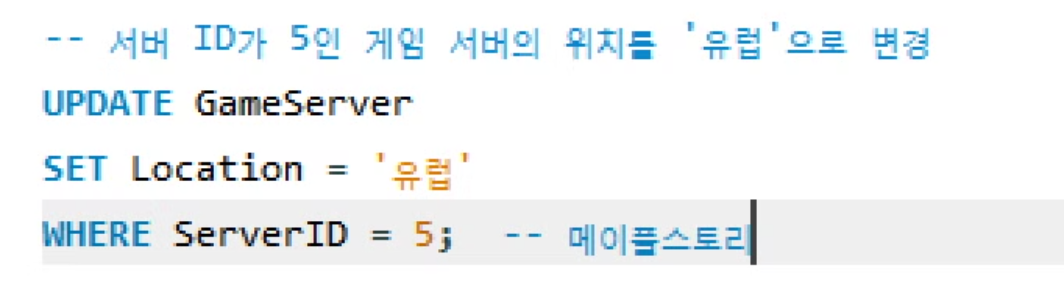 -- 서버 ID가 5인 게임 서버의 위치를 '유럽'으로 변경
UPDATE GameServer
SET Location = '유럽'
WHERE ServerID = 5;  -- 메이플스토리